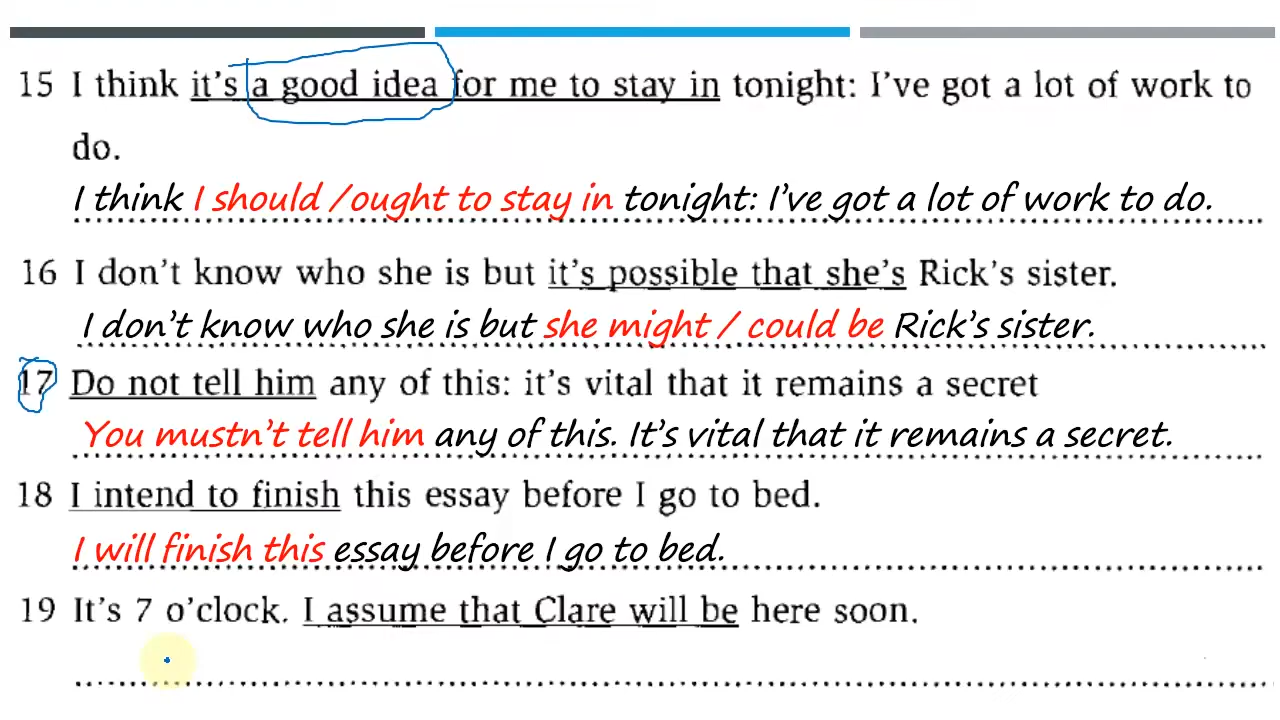 15 I think it's a good idea for me to stay in tonight: I've got a lot of work to
do.
I think I should /ought to stay in tonight: I've got a lot of work to do.
16 I don't know who she is but it's possible that she's Rick's sister.
I don't know who she is but she might / could be Rick's sister.
17 Do not tell him any of this: it's vital that it remains a secret
You mustn't tell him any of this. It's vital that it remains a secret.
18 I intend to finish this essay before I go to bed.
I will finish this essay before I go to bed.
19 It's 7 o'clock. I assume that Clare will be here soon.